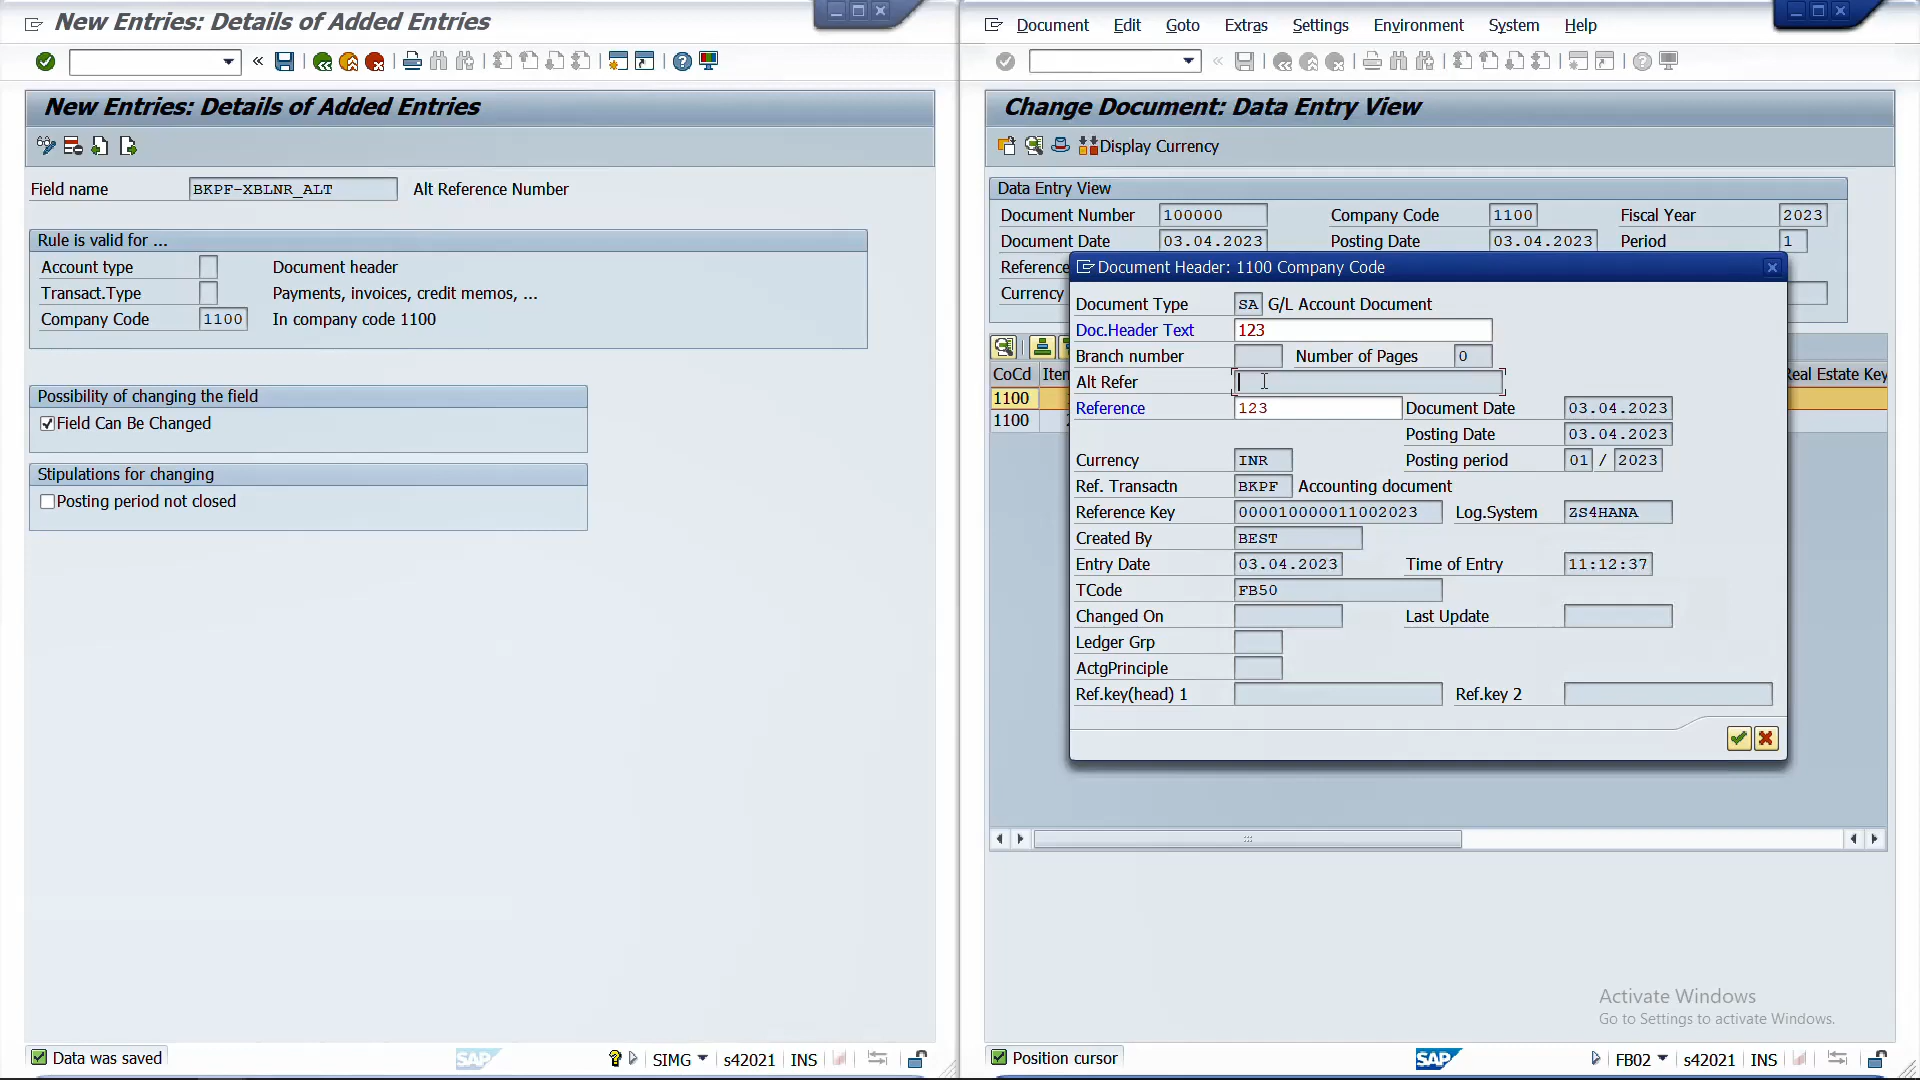 New Entries: Details of Added Entries
New Entries: Details of Added Entries
Field name BKPF-XBLNR_ALT Alt Reference Number
Rule is valid for ...
Account type Document header
Transact.Type Payments, invoices, credit memos, ...
Company Code 1100 In company code 1100
Possibility of changing the field
Field Can Be Changed
Stipulations for changing
Posting period not closed
Data was saved
SAP
SIMG s42021 INS
Document Edit Goto Extras Settings Environment System Help
Change Document: Data Entry View
Display Currency
Data Entry View
Document Number 100000 Company Code 1100 Fiscal Year 2023
Document Date 03.04.2023 Posting Date 03.04.2023 Period 1
Reference
Currency
CoCd Item Real Estate Key
1100
1100
Document Header: 1100 Company Code
Document Type SA G/L Account Document
Doc.Header Text 123
Branch number Number of Pages 0
Alt Refer
Reference 123 Document Date 03.04.2023
Posting Date 03.04.2023
Currency INR Posting period 01 / 2023
Ref. Transactn BKPF Accounting document
Reference Key 000010000011002023 Log.System ZS4HANA
Created By BEST
Entry Date 03.04.2023 Time of Entry 11:12:37
TCode FB50
Changed On Last Update
Ledger Grp
ActgPrinciple
Ref.key(head) 1 Ref.key 2
Activate Windows
Go to Settings to activate Windows.
Position cursor
SAP
FB02 s42021 INS